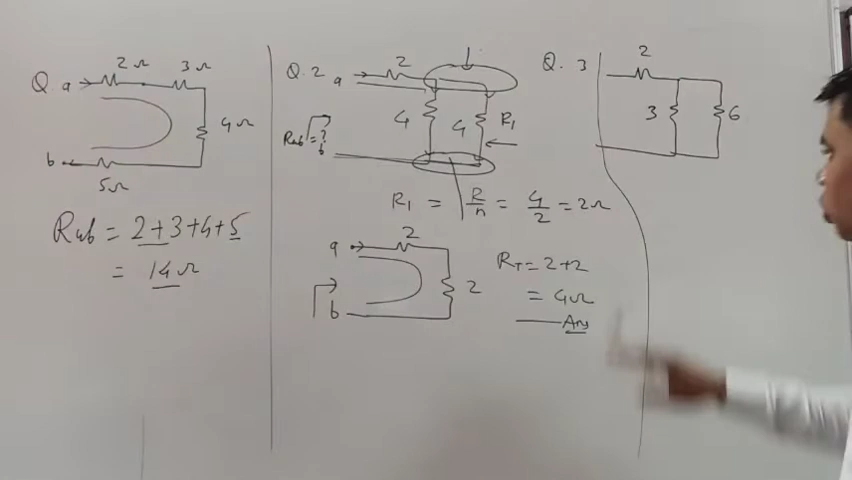 Q. a 2Ω 3Ω
4Ω
b
5Ω
Rab = 2+3+4+5
= 14Ω
Q.2 a 2
4 4 R1
Rab=?
b
R1 = R/n = 4/2 = 2Ω
a 2
2
b
RT = 2+2
= 4Ω
Ans
Q. 3 2
3 6